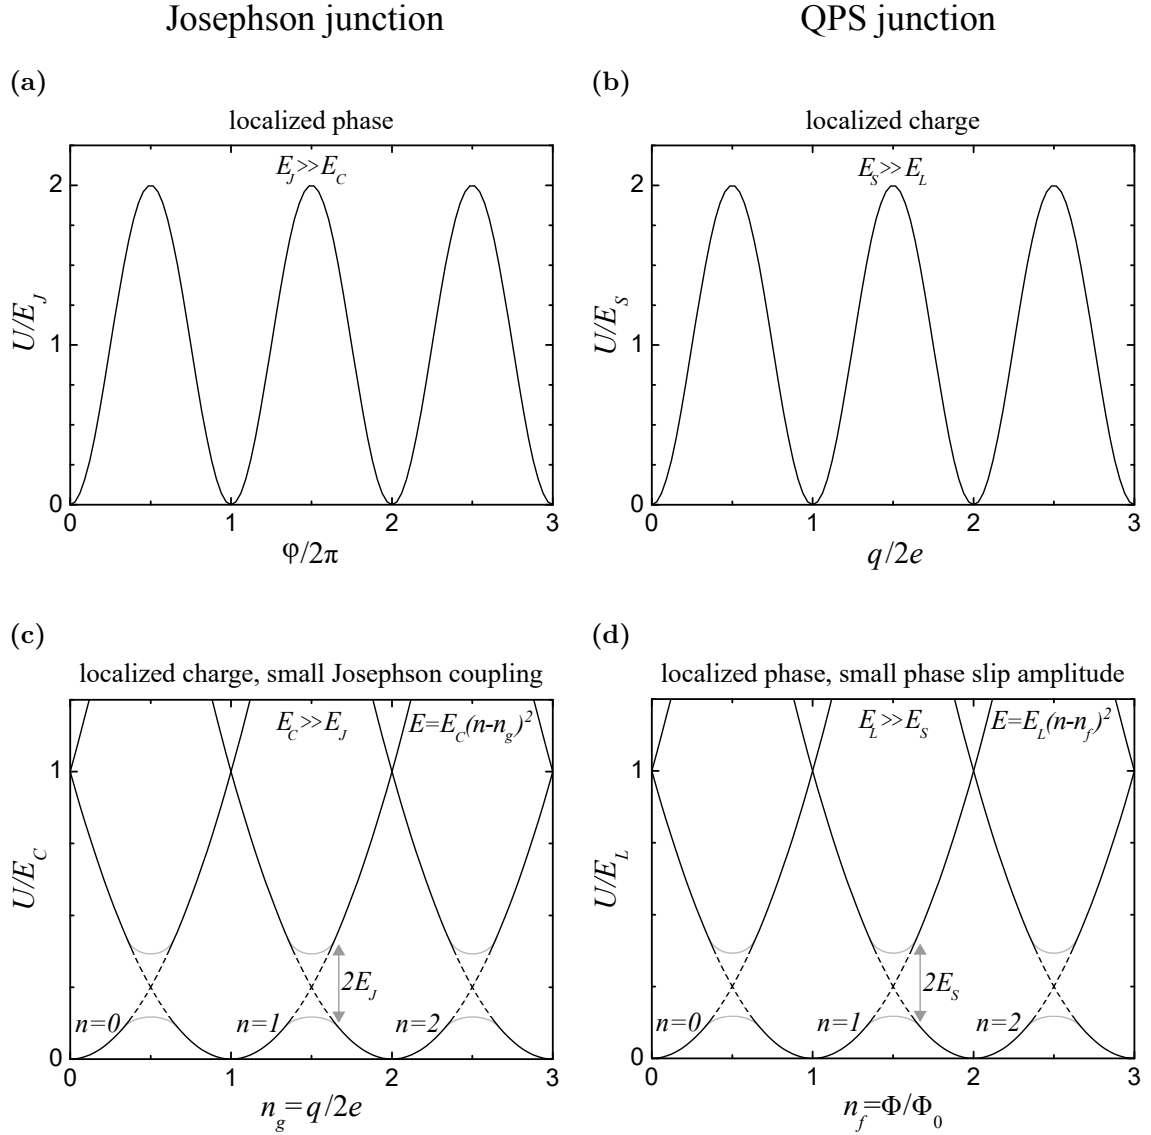 Josephson junction
QPS junction
(a)
localized phase
E_J>>E_C
U/E_J
2
1
0
0 1 2 3
φ/2π
(b)
localized charge
E_S>>E_L
U/E_S
2
1
0
0 1 2 3
q/2e
(c)
localized charge, small Josephson coupling
E_C>>E_J
E=E_C(n-n_g)^2
U/E_C
1
2E_J
n=0
n=1
n=2
0
0 1 2 3
n_g=q/2e
(d)
localized phase, small phase slip amplitude
E_L>>E_S
E=E_L(n-n_f)^2
U/E_L
1
2E_S
n=0
n=1
n=2
0
0 1 2 3
n_f=Φ/Φ_0